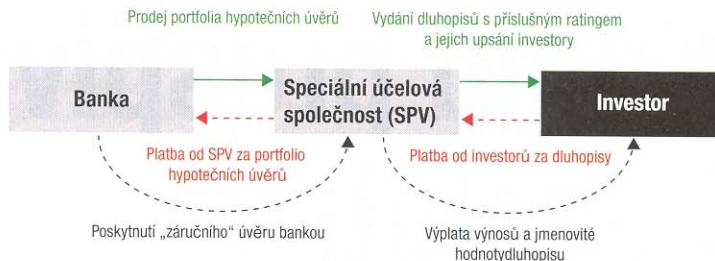 Prodej portfolia hypotečních úvěrů
Vydání dluhopisů s příslušným ratingem
a jejich upsání investory
Banka
Speciální účelová
společnost (SPV)
Investor
Platba od SPV za portfolio
hypotečních úvěrů
Platba od investorů za dluhopisy
Poskytnutí „záručního“ úvěru bankou
Výplata výnosů a jmenovité
hodnotydluhopisu